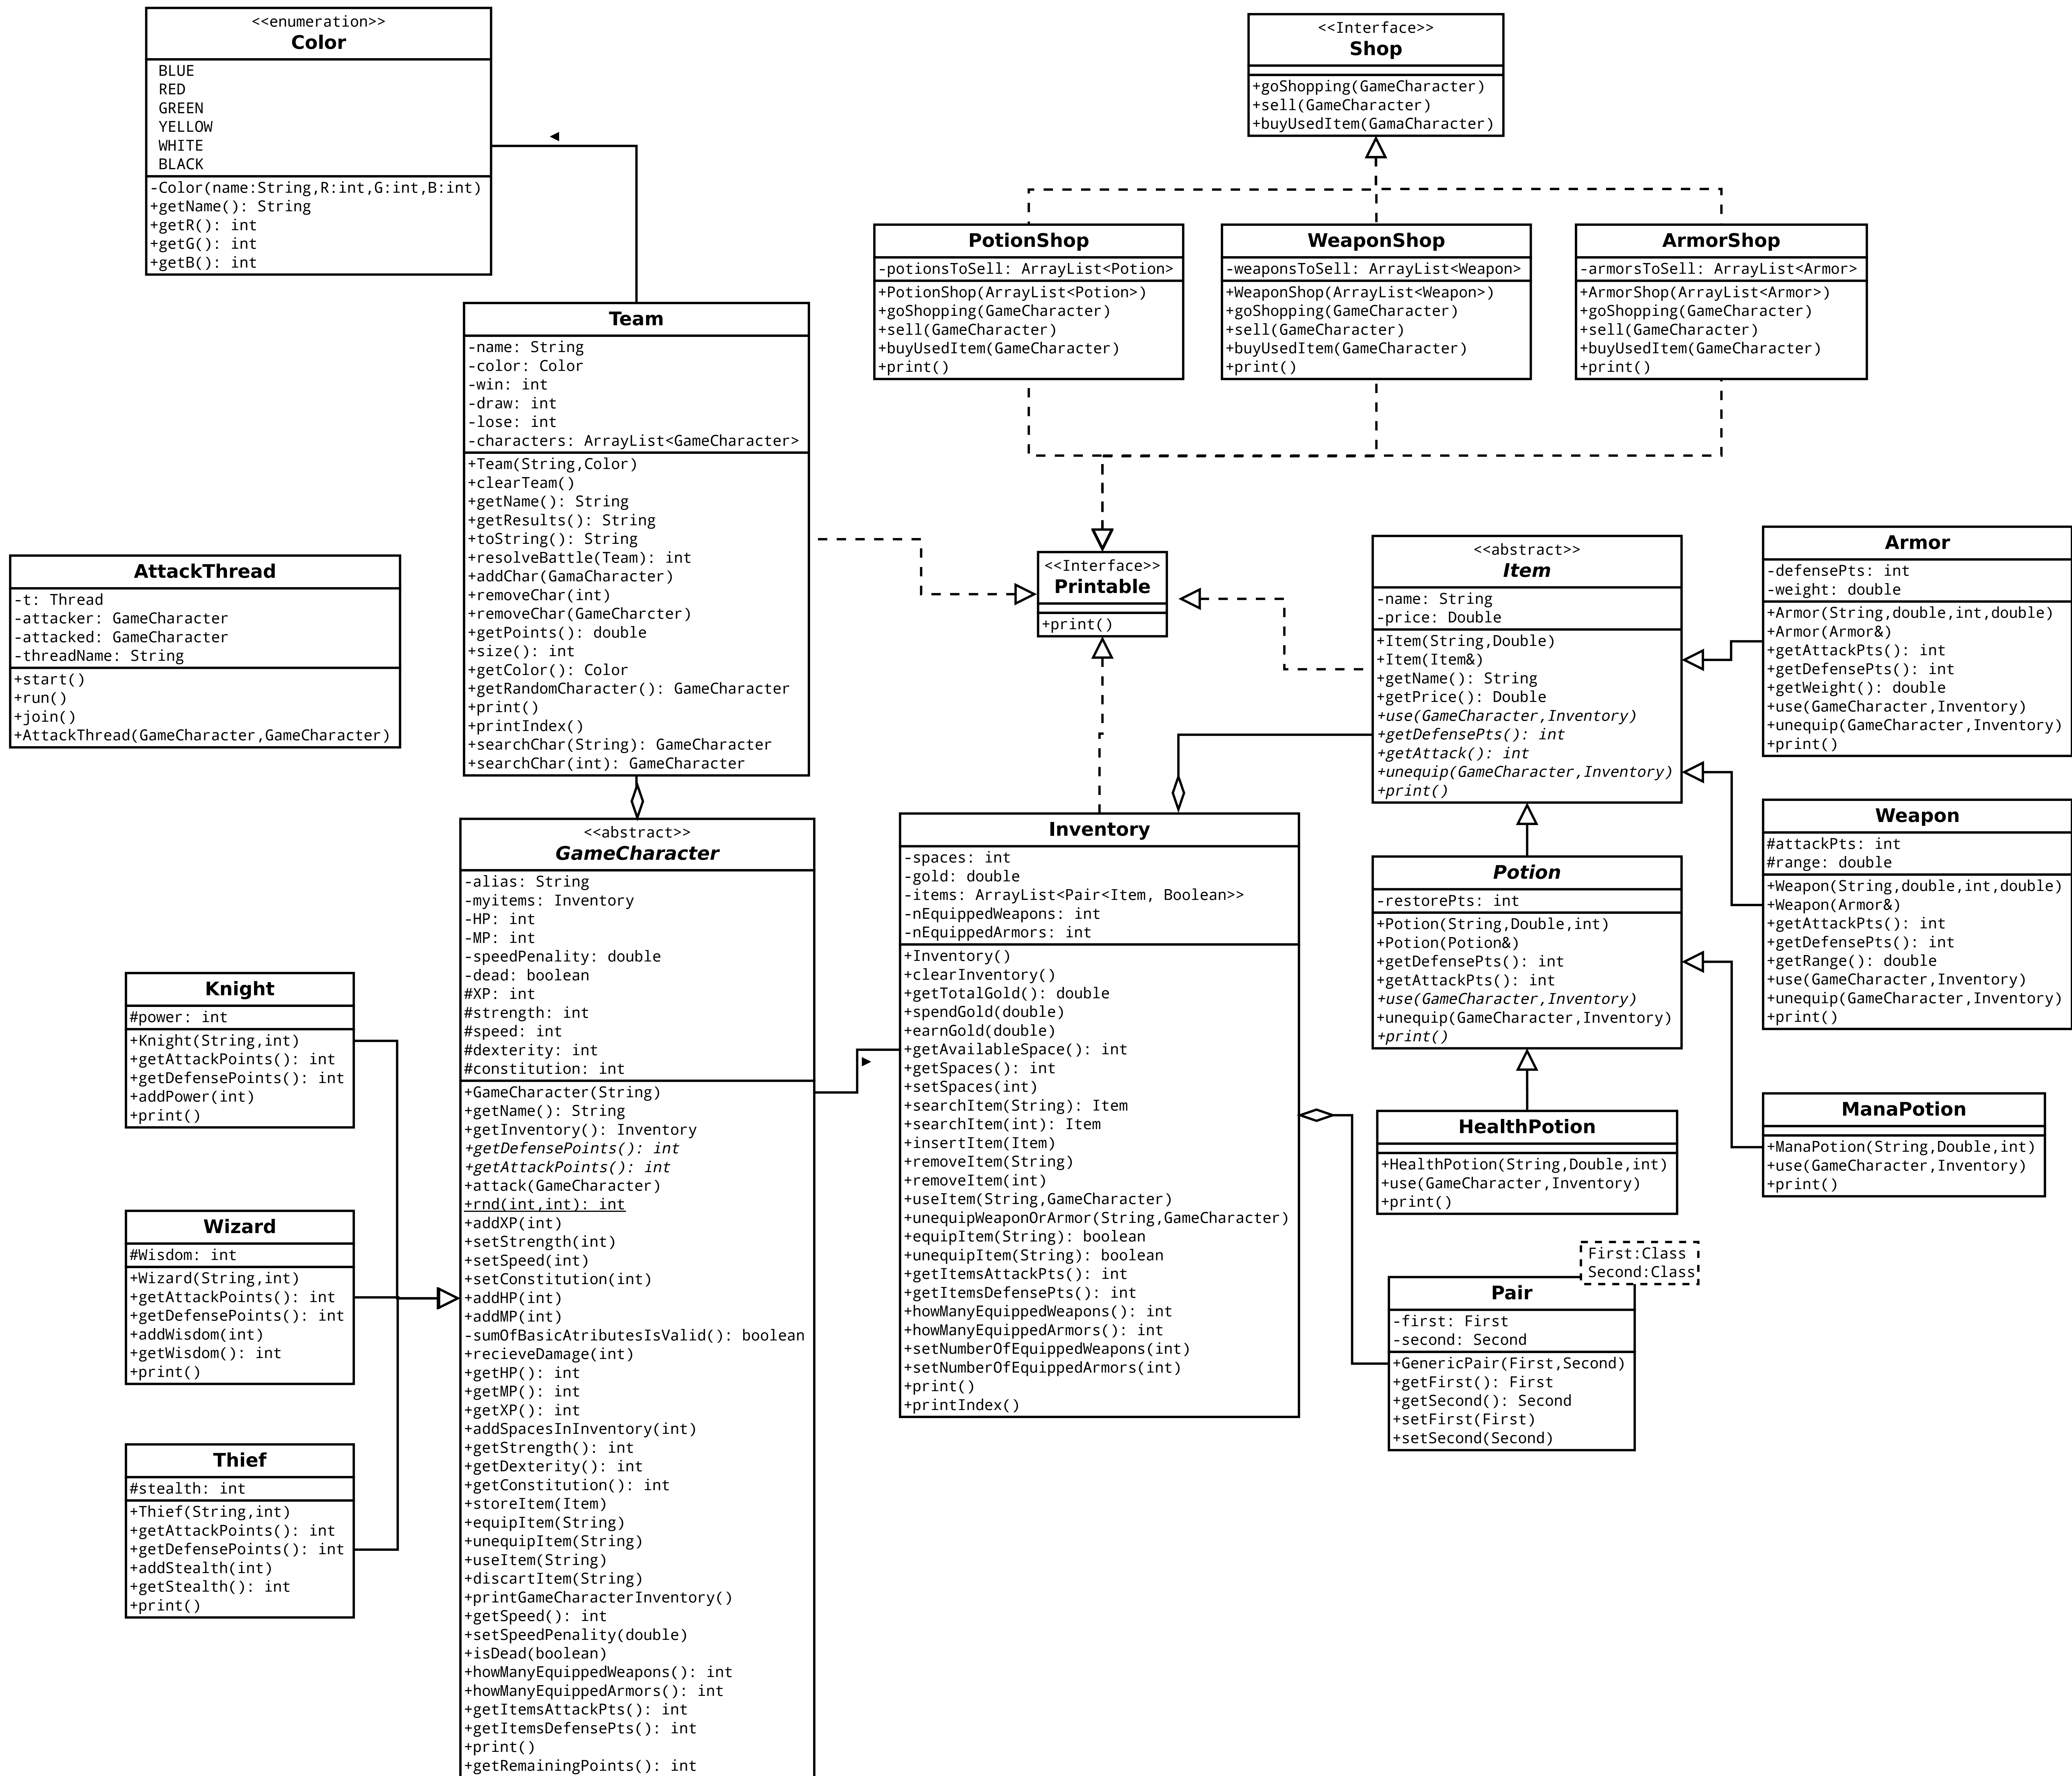 <<enumeration>>
Color
BLUE
RED
GREEN
YELLOW
WHITE
BLACK
-Color(name:String,R:int,G:int,B:int)
+getName(): String
+getR(): int
+getG(): int
+getB(): int
<<Interface>>
Shop
+goShopping(GameCharacter)
+sell(GameCharacter)
+buyUsedItem(GamaCharacter)
PotionShop
-potionsToSell: ArrayList<Potion>
+PotionShop(ArrayList<Potion>)
+goShopping(GameCharacter)
+sell(GameCharacter)
+buyUsedItem(GameCharacter)
+print()
WeaponShop
-weaponsToSell: ArrayList<Weapon>
+WeaponShop(ArrayList<Weapon>)
+goShopping(GameCharacter)
+sell(GameCharacter)
+buyUsedItem(GameCharacter)
+print()
ArmorShop
-armorsToSell: ArrayList<Armor>
+ArmorShop(ArrayList<Armor>)
+goShopping(GameCharacter)
+sell(GameCharacter)
+buyUsedItem(GameCharacter)
+print()
Team
-name: String
-color: Color
-win: int
-draw: int
-lose: int
-characters: ArrayList<GameCharacter>
+Team(String,Color)
+clearTeam()
+getName(): String
+getResults(): String
+toString(): String
+resolveBattle(Team): int
+addChar(GamaCharacter)
+removeChar(int)
+removeChar(GameCharcter)
+getPoints(): double
+size(): int
+getColor(): Color
+getRandomCharacter(): GameCharacter
+print()
+printIndex()
+searchChar(String): GameCharacter
+searchChar(int): GameCharacter
AttackThread
-t: Thread
-attacker: GameCharacter
-attacked: GameCharacter
-threadName: String
+start()
+run()
+join()
+AttackThread(GameCharacter,GameCharacter)
<<Interface>>
Printable
+print()
<<abstract>>
Item
-name: String
-price: Double
+Item(String,Double)
+Item(Item&)
+getName(): String
+getPrice(): Double
+use(GameCharacter,Inventory)
+getDefensePts(): int
+getAttack(): int
+unequip(GameCharacter,Inventory)
+print()
Armor
-defensePts: int
-weight: double
+Armor(String,double,int,double)
+Armor(Armor&)
+getAttackPts(): int
+getDefensePts(): int
+getWeight(): double
+use(GameCharacter,Inventory)
+unequip(GameCharacter,Inventory)
+print()
Weapon
#attackPts: int
#range: double
+Weapon(String,double,int,double)
+Weapon(Armor&)
+getAttackPts(): int
+getDefensePts(): int
+getRange(): double
+use(GameCharacter,Inventory)
+unequip(GameCharacter,Inventory)
+print()
<<abstract>>
GameCharacter
-alias: String
-myitems: Inventory
-HP: int
-MP: int
-speedPenality: double
-dead: boolean
#XP: int
#strength: int
#speed: int
#dexterity: int
#constitution: int
+GameCharacter(String)
+getName(): String
+getInventory(): Inventory
+getDefensePoints(): int
+getAttackPoints(): int
+attack(GameCharacter)
+rnd(int,int): int
+addXP(int)
+setStrength(int)
+setSpeed(int)
+setConstitution(int)
+addHP(int)
+addMP(int)
-sumOfBasicAtributesIsValid(): boolean
+recieveDamage(int)
+getHP(): int
+getMP(): int
+getXP(): int
+addSpacesInInventory(int)
+getStrength(): int
+getDexterity(): int
+getConstitution(): int
+storeItem(Item)
+equipItem(String)
+unequipItem(String)
+useItem(String)
+discartItem(String)
+printGameCharacterInventory()
+getSpeed(): int
+setSpeedPenality(double)
+isDead(boolean)
+howManyEquippedWeapons(): int
+howManyEquippedArmors(): int
+getItemsAttackPts(): int
+getItemsDefensePts(): int
+print()
+getRemainingPoints(): int
Inventory
-spaces: int
-gold: double
-items: ArrayList<Pair<Item, Boolean>>
-nEquippedWeapons: int
-nEquippedArmors: int
+Inventory()
+clearInventory()
+getTotalGold(): double
+spendGold(double)
+earnGold(double)
+getAvailableSpace(): int
+getSpaces(): int
+setSpaces(int)
+searchItem(String): Item
+searchItem(int): Item
+insertItem(Item)
+removeItem(String)
+removeItem(int)
+useItem(String,GameCharacter)
+unequipWeaponOrArmor(String,GameCharacter)
+equipItem(String): boolean
+unequipItem(String): boolean
+getItemsAttackPts(): int
+getItemsDefensePts(): int
+howManyEquippedWeapons(): int
+howManyEquippedArmors(): int
+setNumberOfEquippedWeapons(int)
+setNumberOfEquippedArmors(int)
+print()
+printIndex()
Potion
-restorePts: int
+Potion(String,Double,int)
+Potion(Potion&)
+getDefensePts(): int
+getAttackPts(): int
+use(GameCharacter,Inventory)
+unequip(GameCharacter,Inventory)
+print()
HealthPotion
+HealthPotion(String,Double,int)
+use(GameCharacter,Inventory)
+print()
ManaPotion
+ManaPotion(String,Double,int)
+use(GameCharacter,Inventory)
+print()
First:Class
Second:Class
Pair
-first: First
-second: Second
+GenericPair(First,Second)
+getFirst(): First
+getSecond(): Second
+setFirst(First)
+setSecond(Second)
Knight
#power: int
+Knight(String,int)
+getAttackPoints(): int
+getDefensePoints(): int
+addPower(int)
+print()
Wizard
#Wisdom: int
+Wizard(String,int)
+getAttackPoints(): int
+getDefensePoints(): int
+addWisdom(int)
+getWisdom(): int
+print()
Thief
#stealth: int
+Thief(String,int)
+getAttackPoints(): int
+getDefensePoints(): int
+addStealth(int)
+getStealth(): int
+print()